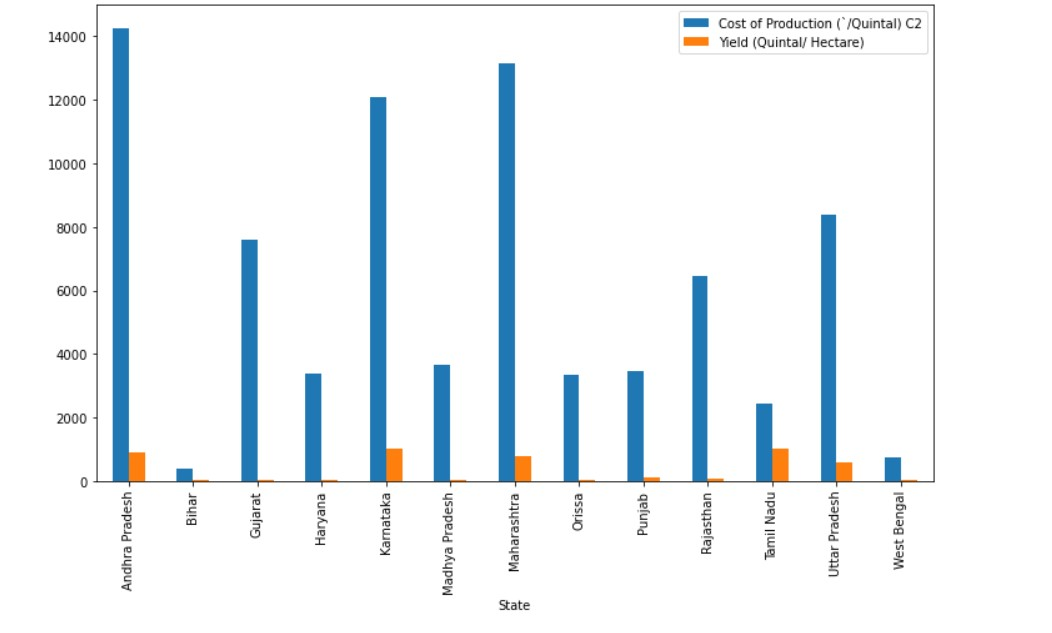 Cost of Production (`/Quintal) C2
Yield (Quintal/ Hectare)
14000
12000
10000
8000
6000
4000
2000
0
Andhra Pradesh
Bihar
Gujarat
Haryana
Karnataka
Madhya Pradesh
Maharashtra
Orissa
Punjab
Rajasthan
Tamil Nadu
Uttar Pradesh
West Bengal
State